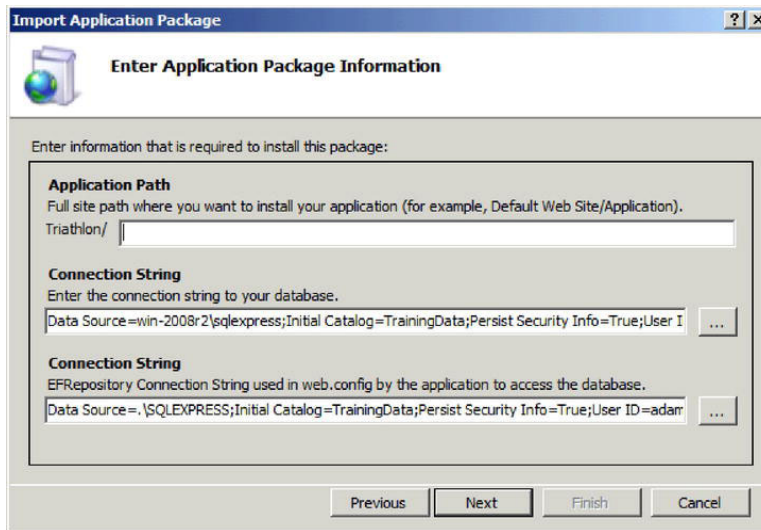 Import Application Package
Enter Application Package Information
Enter information that is required to install this package:
Application Path
Full site path where you want to install your application (for example, Default Web Site/Application).
Triathlon/
Connection String
Enter the connection string to your database.
Data Source=win-2008r2\sqlexpress;Initial Catalog=TrainingData;Persist Security Info=True;User I
...
Connection String
EFRepository Connection String used in web.config by the application to access the database.
Data Source=.\SQLEXPRESS;Initial Catalog=TrainingData;Persist Security Info=True;User ID=adam
...
Previous Next Finish Cancel